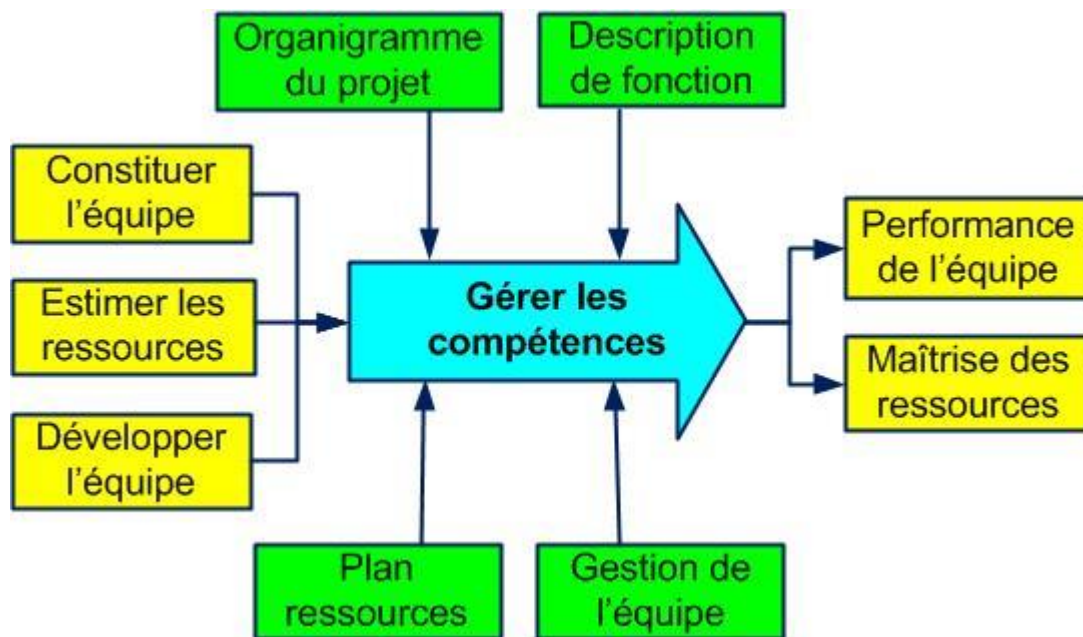 Organigramme
du projet
Description
de fonction
Constituer
l'équipe
Estimer les
ressources
Développer
l'équipe
Gérer les
compétences
Performance
de l'équipe
Maîtrise des
ressources
Plan
ressources
Gestion de
l'équipe